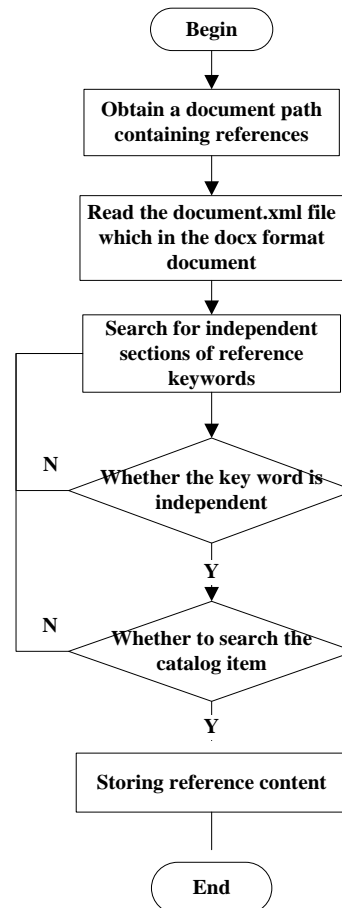 Begin
Obtain a document path
containing references
Read the document.xml file
which in the docx format
document
Search for independent
sections of reference
keywords
N
Whether the key word is
independent
Y
N
Whether to search the
catalog item
Y
Storing reference content
End